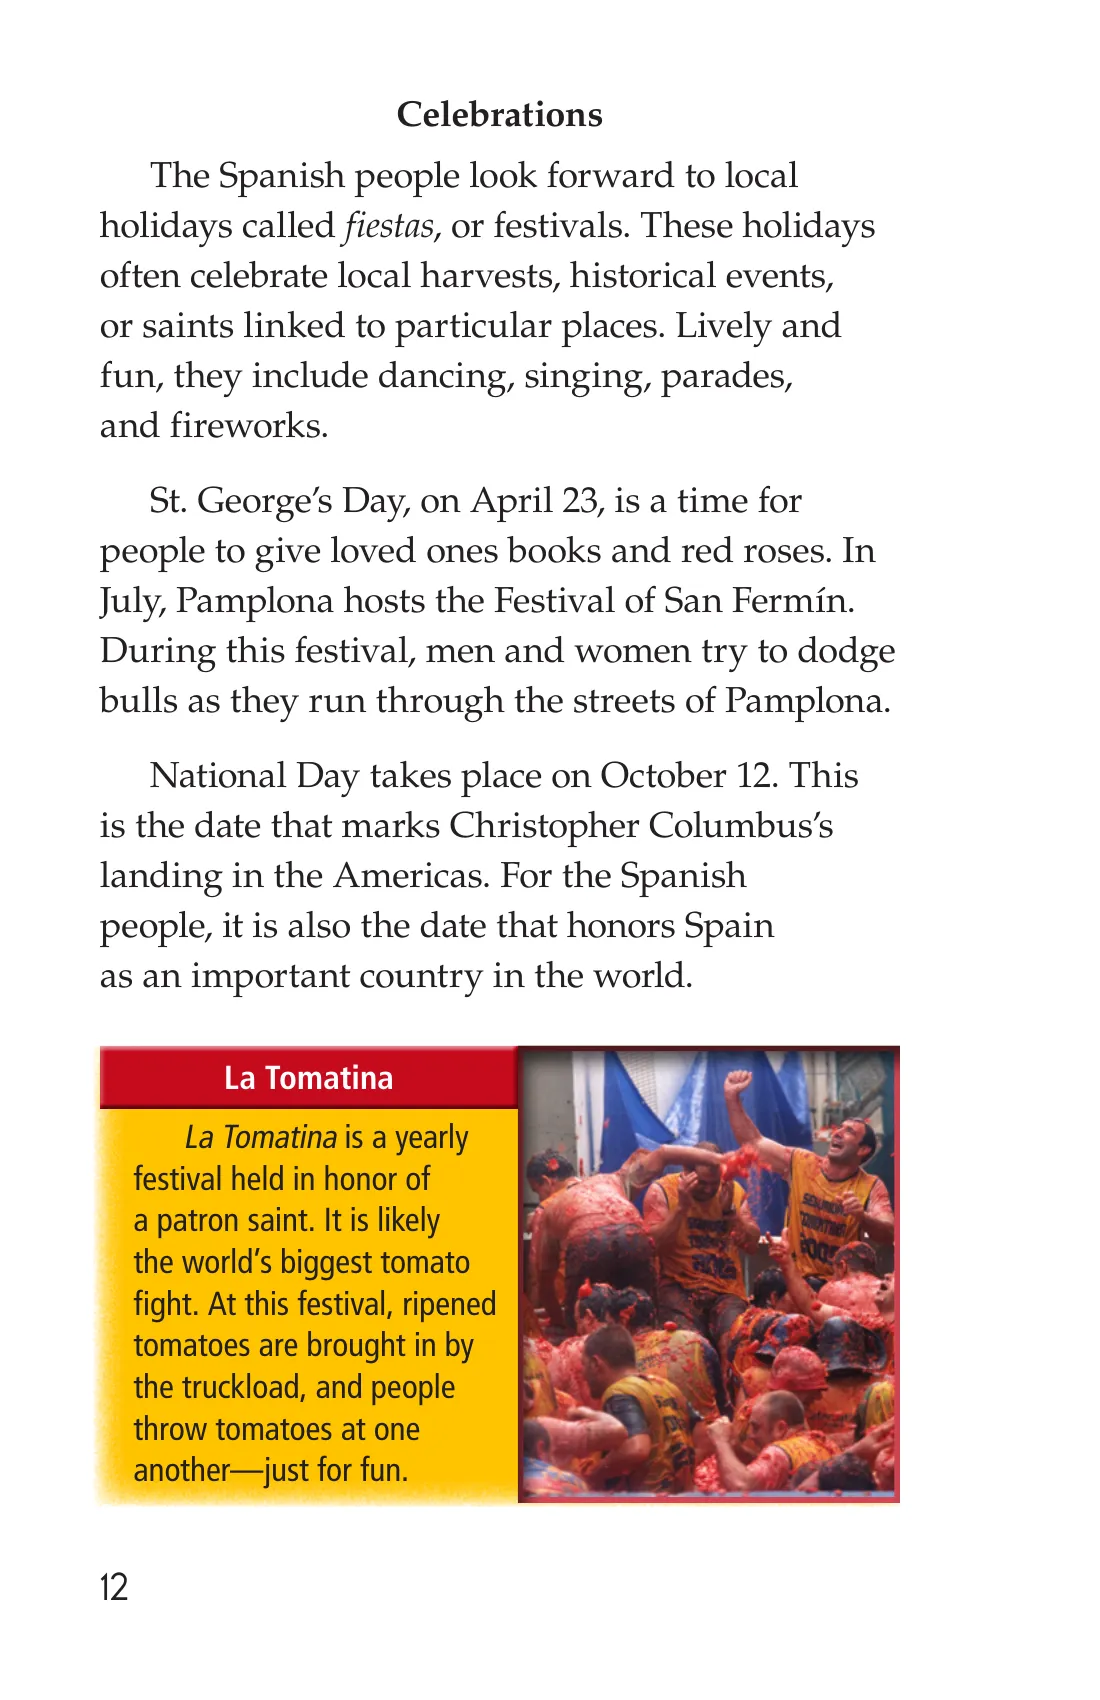 Celebrations
The Spanish people look forward to local
holidays called fiestas, or festivals. These holidays
often celebrate local harvests, historical events,
or saints linked to particular places. Lively and
fun, they include dancing, singing, parades,
and fireworks.
St. George’s Day, on April 23, is a time for
people to give loved ones books and red roses. In
July, Pamplona hosts the Festival of San Fermín.
During this festival, men and women try to dodge
bulls as they run through the streets of Pamplona.
National Day takes place on October 12. This
is the date that marks Christopher Columbus’s
landing in the Americas. For the Spanish
people, it is also the date that honors Spain
as an important country in the world.
La Tomatina
La Tomatina is a yearly
festival held in honor of
a patron saint. It is likely
the world’s biggest tomato
fight. At this festival, ripened
tomatoes are brought in by
the truckload, and people
throw tomatoes at one
another—just for fun.
12